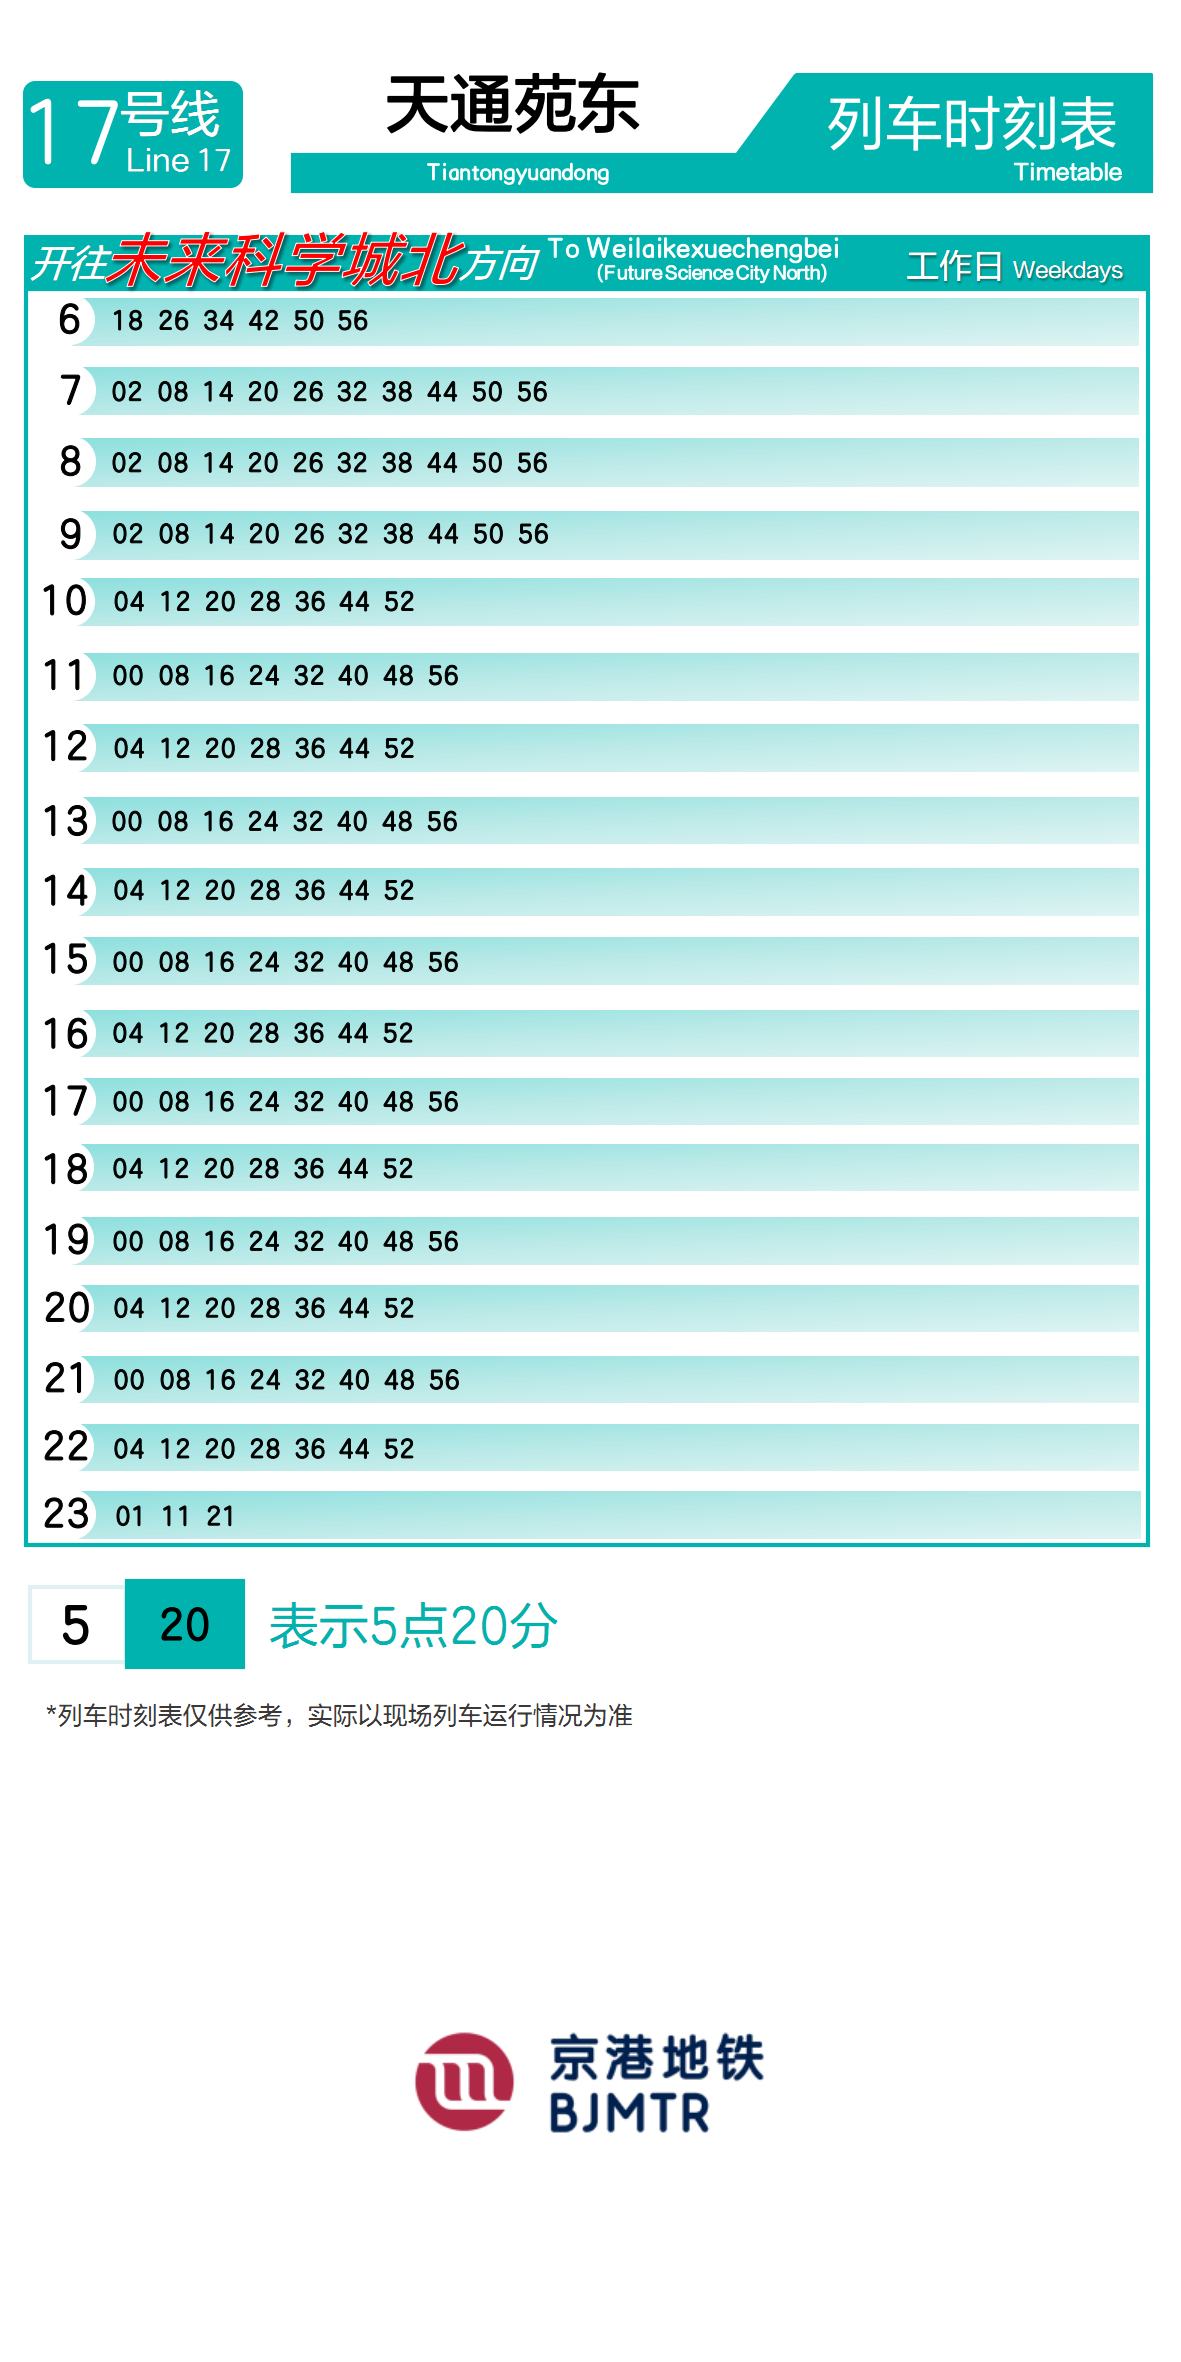 17号线
Line 17
天通苑东
Tiantongyuandong
列车时刻表
Timetable
开往未来科学城北方向 To Weilaikexuechengbei
(Future Science City North)
工作日 Weekdays
6 18 26 34 42 50 56
7 02 08 14 20 26 32 38 44 50 56
8 02 08 14 20 26 32 38 44 50 56
9 02 08 14 20 26 32 38 44 50 56
10 04 12 20 28 36 44 52
11 00 08 16 24 32 40 48 56
12 04 12 20 28 36 44 52
13 00 08 16 24 32 40 48 56
14 04 12 20 28 36 44 52
15 00 08 16 24 32 40 48 56
16 04 12 20 28 36 44 52
17 00 08 16 24 32 40 48 56
18 04 12 20 28 36 44 52
19 00 08 16 24 32 40 48 56
20 04 12 20 28 36 44 52
21 00 08 16 24 32 40 48 56
22 04 12 20 28 36 44 52
23 01 11 21
5 20 表示5点20分
*列车时刻表仅供参考，实际以现场列车运行情况为准
京港地铁
BJMTR